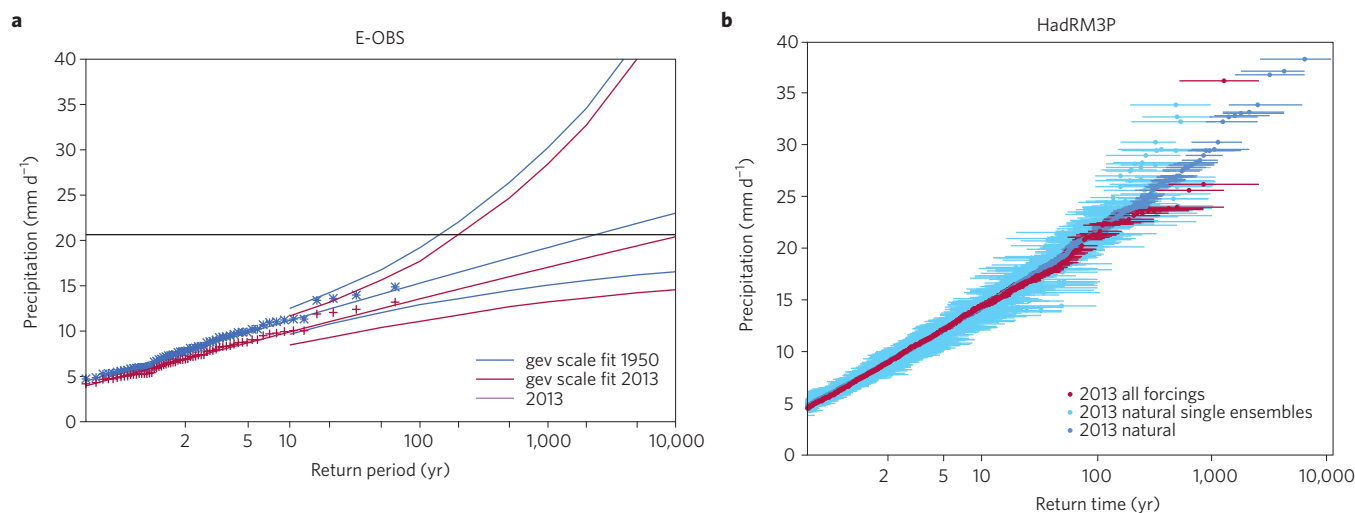 a
E-OBS
Precipitation (mm d⁻¹)
40
35
30
25
20
15
10
5
0
2 5 10 100 1,000 10,000
Return period (yr)
gev scale fit 1950
gev scale fit 2013
2013
b
HadRM3P
Precipitation (mm d⁻¹)
40
35
30
25
20
15
10
5
0
2 5 10 100 1,000 10,000
Return time (yr)
2013 all forcings
2013 natural single ensembles
2013 natural